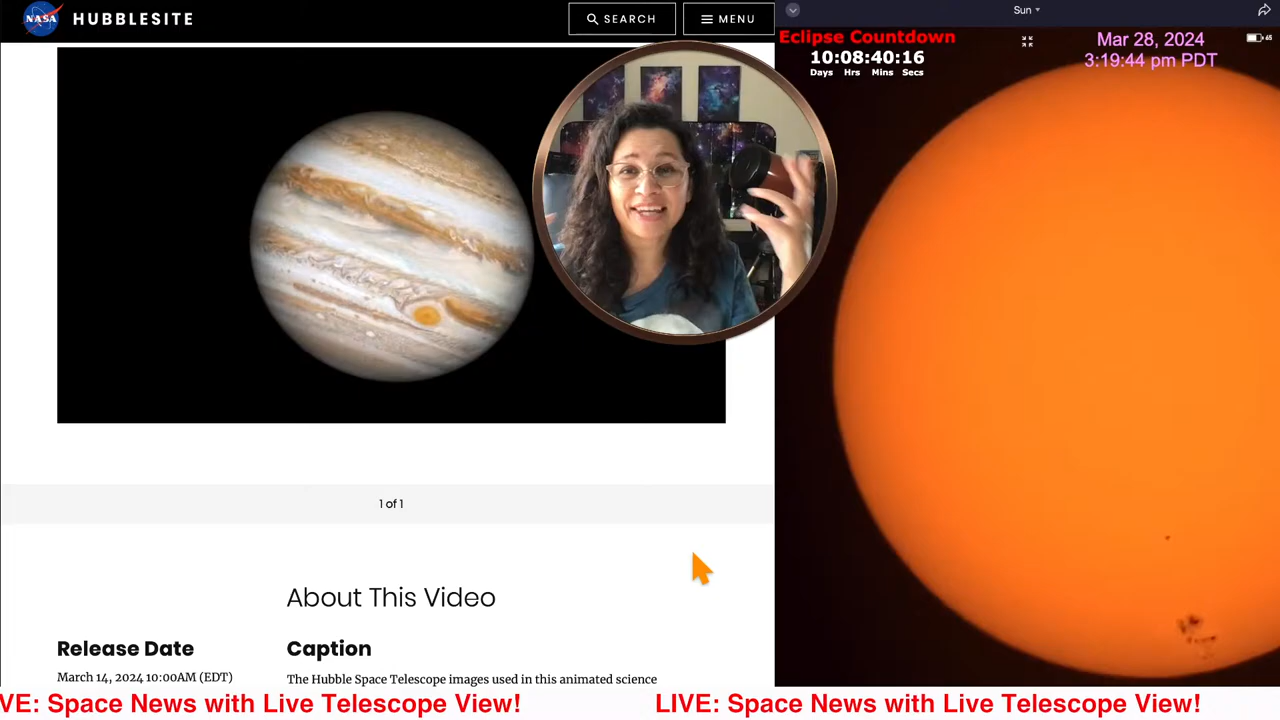 NASA
HUBBLESITE
SEARCH
MENU
1 of 1
About This Video
Release Date
March 14, 2024 10:00AM (EDT)
Caption
The Hubble Space Telescope images used in this animated science
Sun
Eclipse Countdown
10:08:40:16
Days Hrs Mins Secs
Mar 28, 2024
3:19:44 pm PDT
65
VE: Space News with Live Telescope View! LIVE: Space News with Live Telescope View!